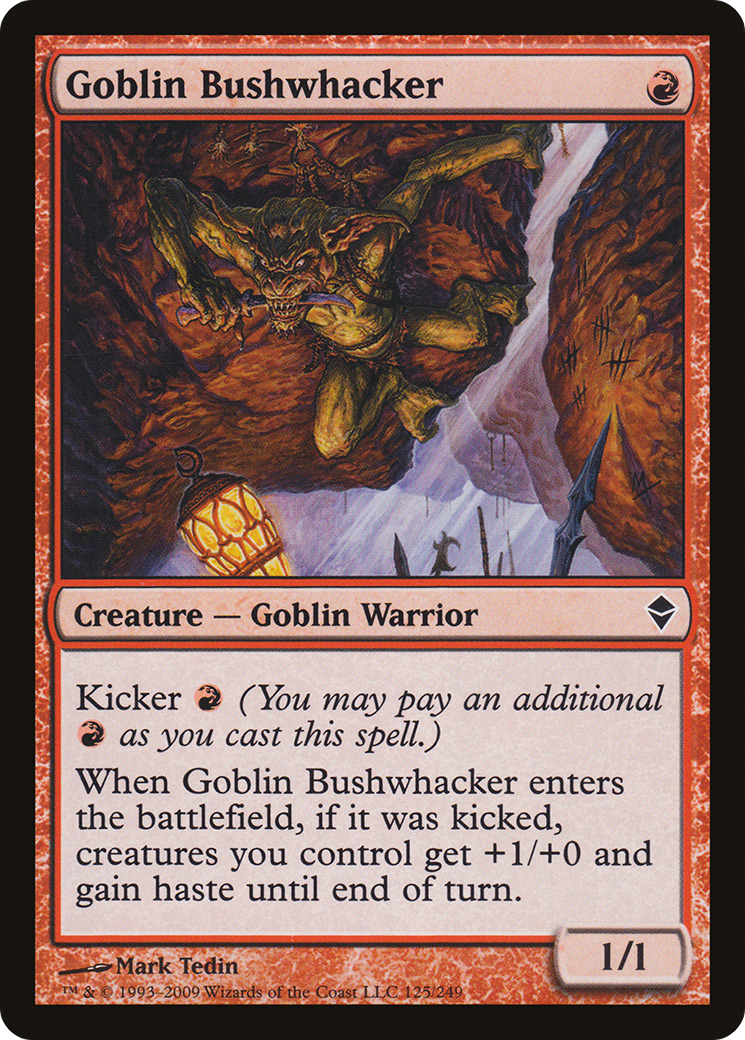 Goblin Bushwhacker
M
Creature — Goblin Warrior
Kicker (You may pay an additional
as you cast this spell.)
When Goblin Bushwhacker enters
the battlefield, if it was kicked,
creatures you control get +1/+0 and
gain haste until end of turn.
1/1
Mark Tedin
™ & © 1993–2009 Wizards of the Coast LLC 125/249